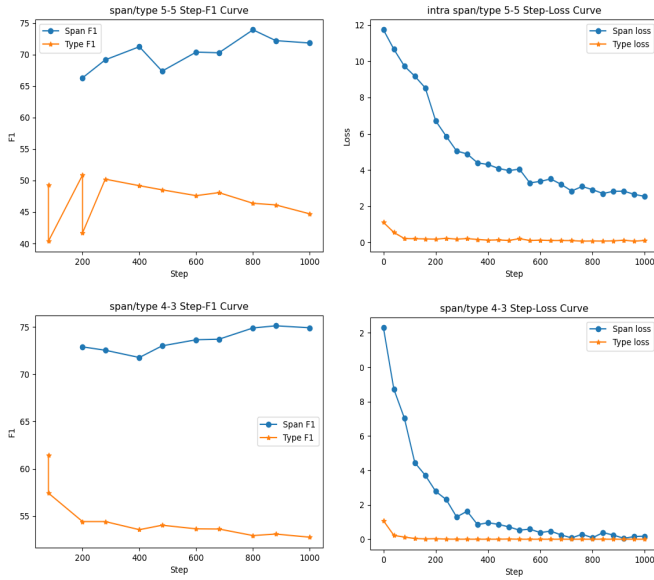 span/type 5-5 Step-F1 Curve
75
70
65
60
55
50
45
40
F1
200
400
600
800
1000
Step
Span F1
Type F1
intra span/type 5-5 Step-Loss Curve
12
10
8
6
4
2
0
Loss
0
200
400
600
800
1000
Step
Span loss
Type loss
span/type 4-3 Step-F1 Curve
75
70
65
60
55
F1
200
400
600
800
1000
Step
Span F1
Type F1
span/type 4-3 Step-Loss Curve
2
0
8
6
4
2
0
0
200
400
600
800
1000
Step
Span loss
Type loss